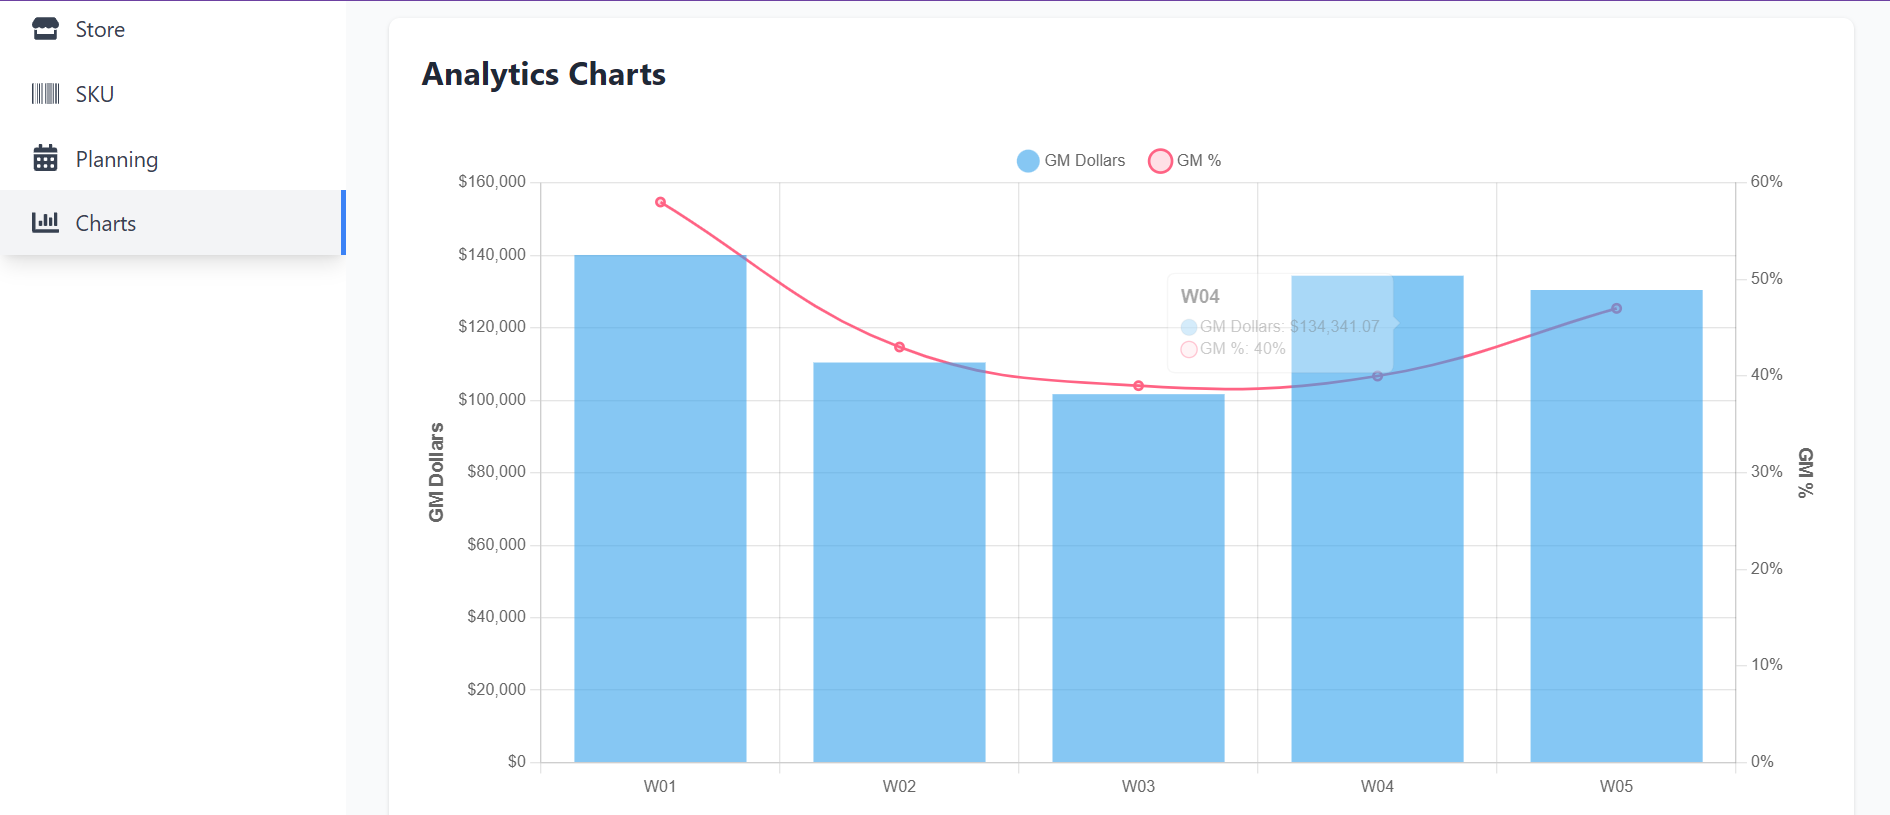 Store
SKU
Planning
Charts
Analytics Charts
GM Dollars
GM %
$160,000
$140,000
$120,000
$100,000
$80,000
$60,000
$40,000
$20,000
$0
GM Dollars
60%
50%
40%
30%
20%
10%
0%
GM %
W04
GM Dollars: $134,341.07
GM %: 40%
W01
W02
W03
W04
W05